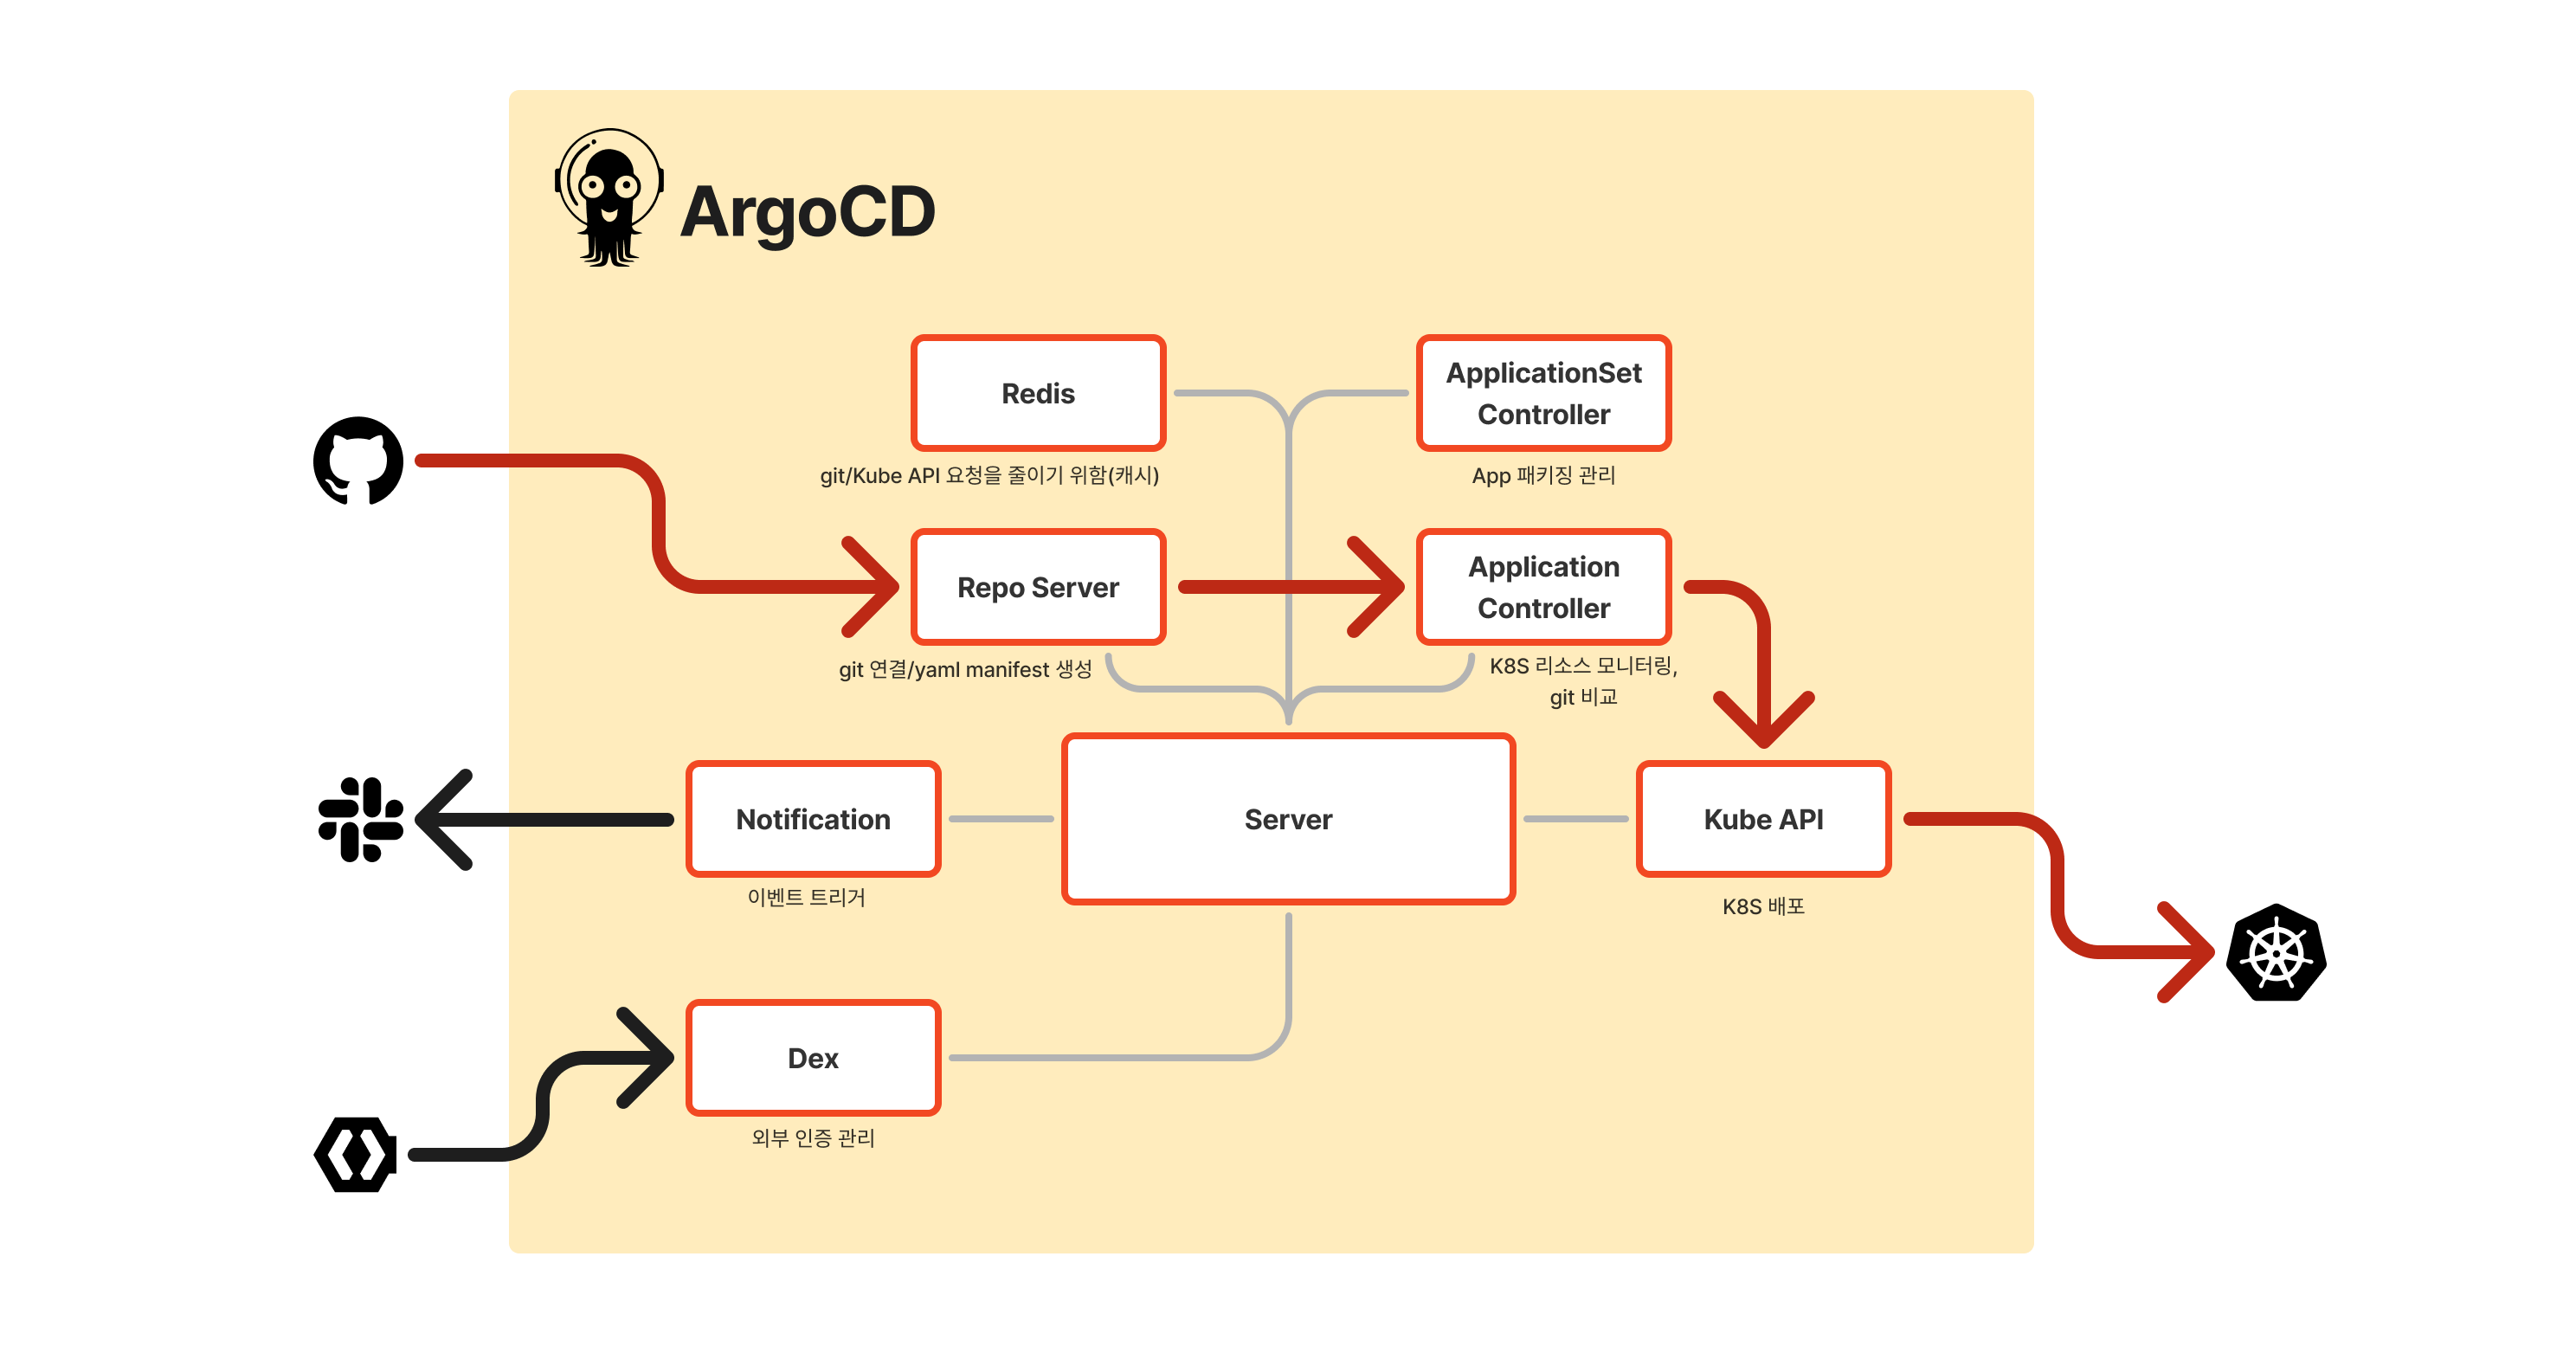 ArgoCD
Redis
git/Kube API 요청을 줄이기 위함(캐시)
ApplicationSet
Controller
App 패키징 관리
Repo Server
git 연결/yaml manifest 생성
Application
Controller
K8S 리소스 모니터링,
git 비교
Notification
이벤트 트리거
Server
Kube API
K8S 배포
Dex
외부 인증 관리